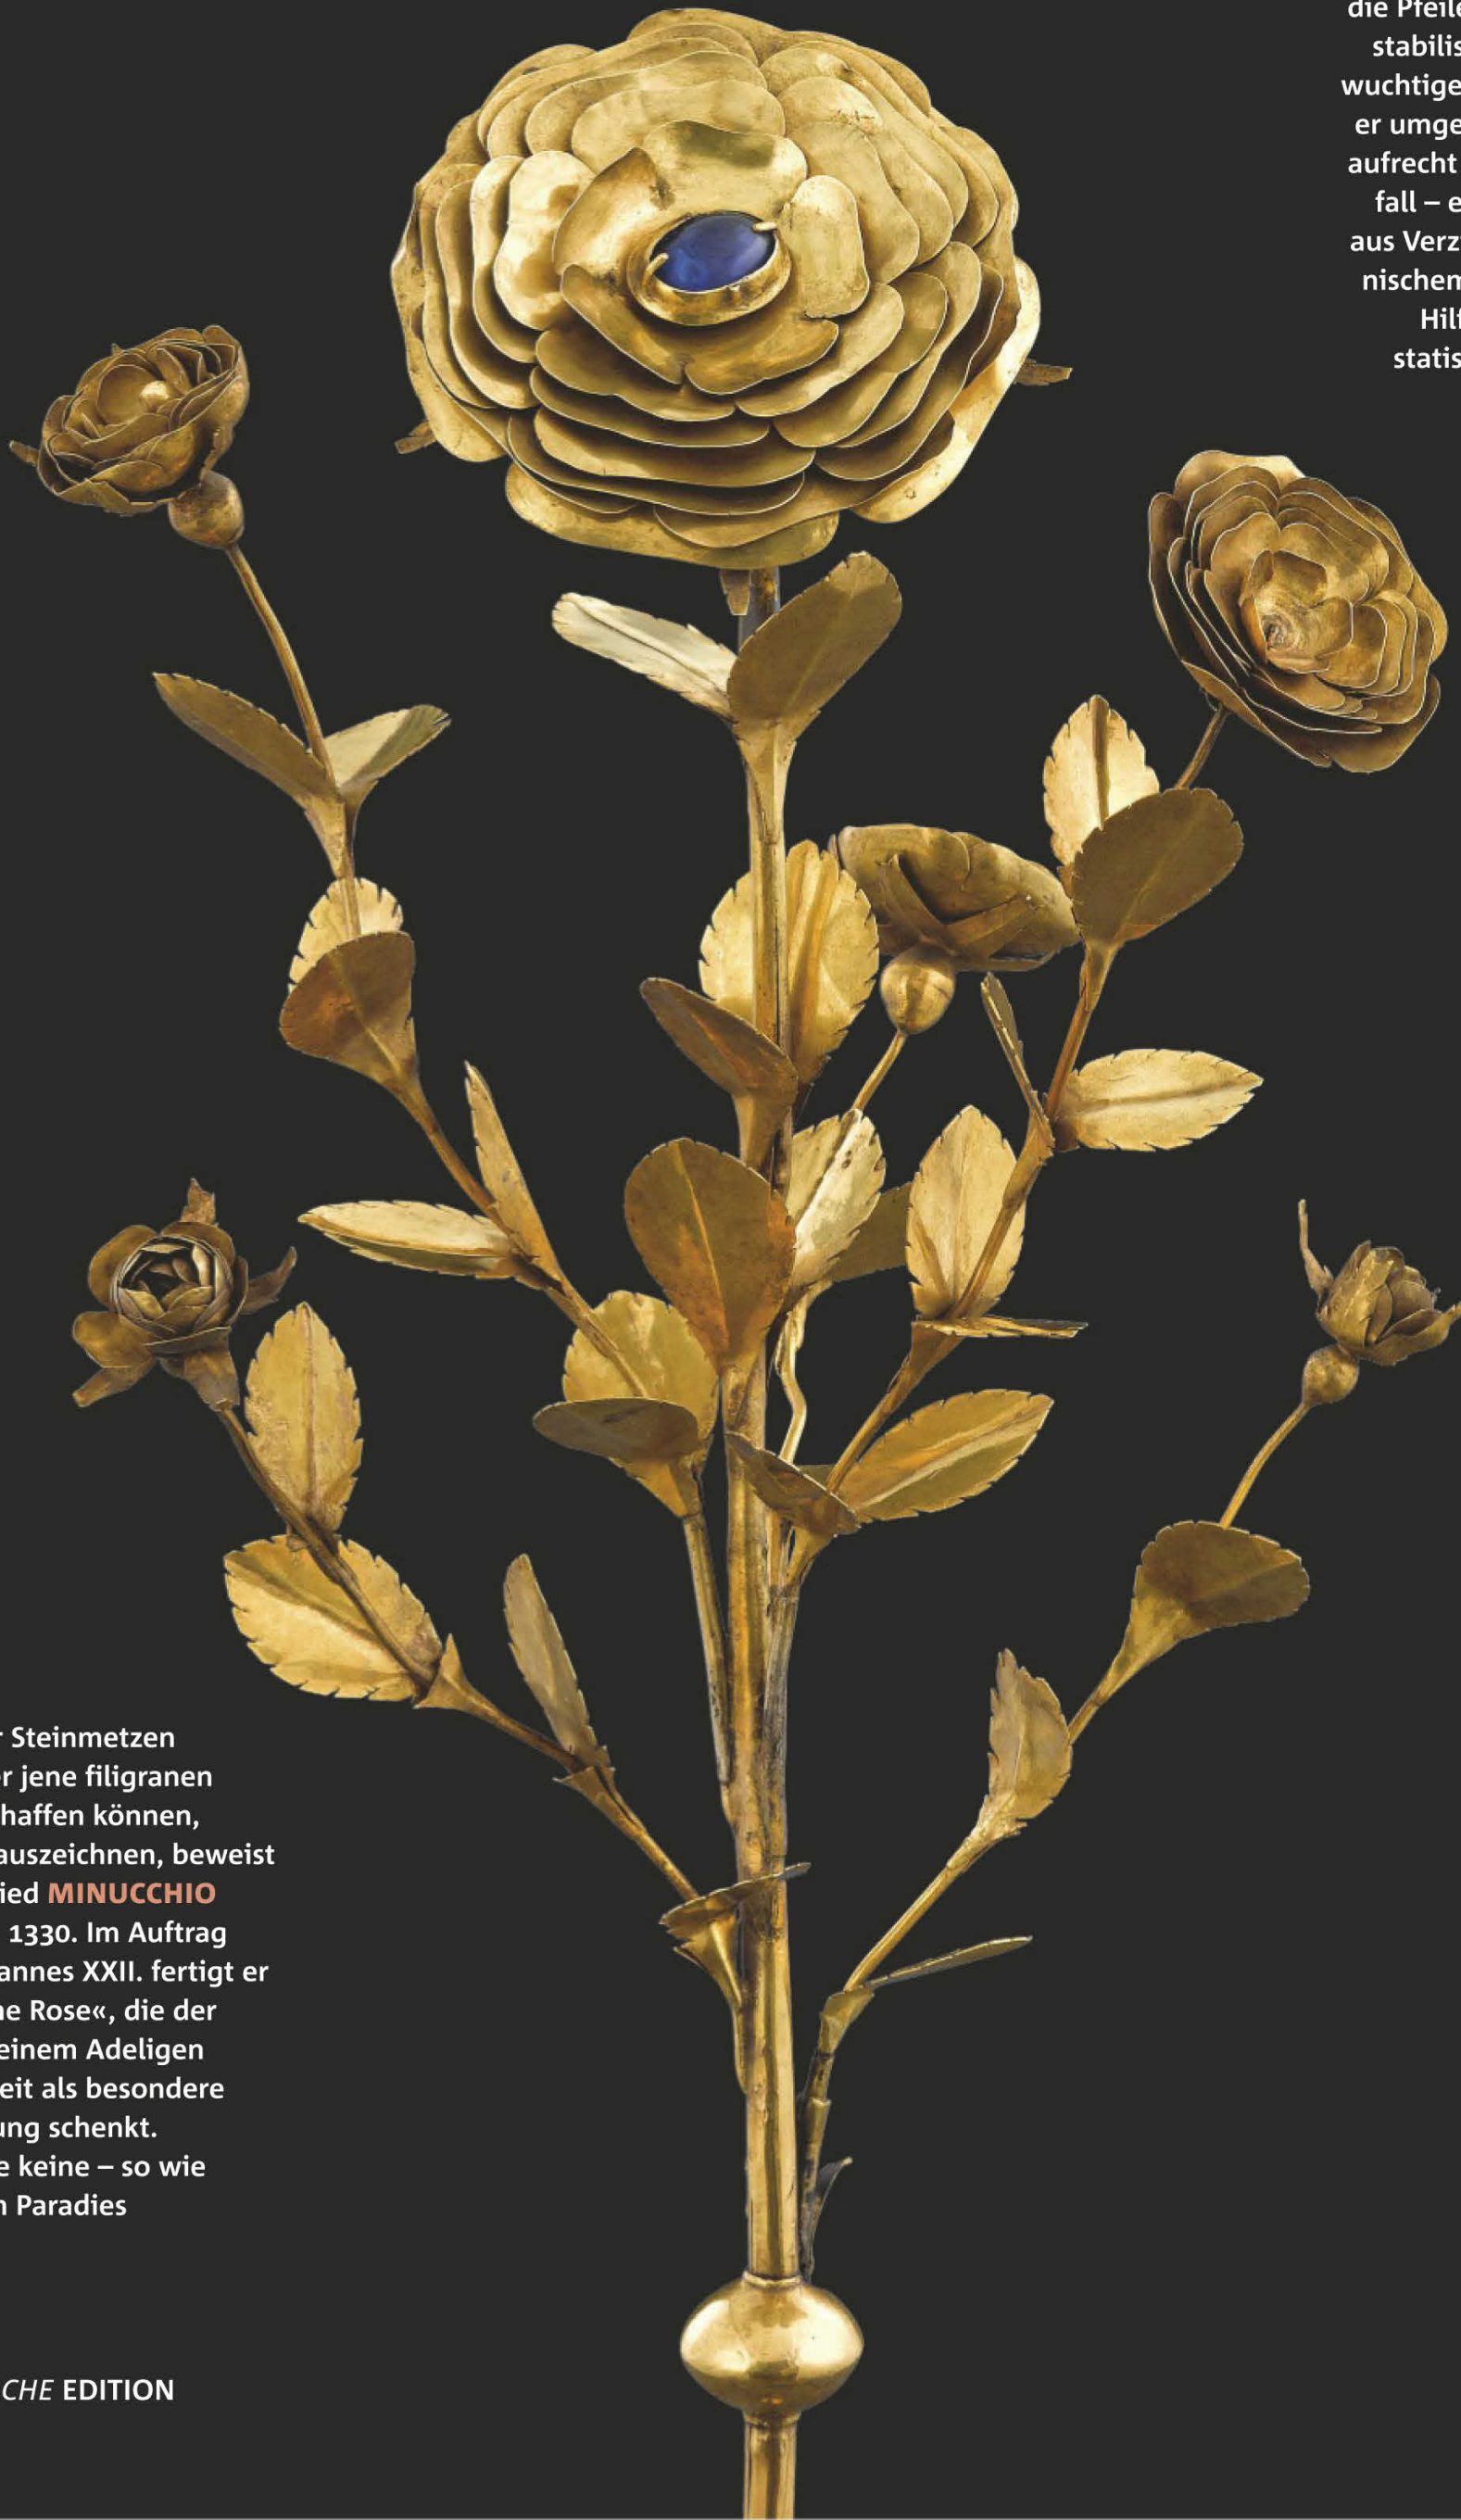 die Pfeile
stabilis
wuchtige
er umge
aufrecht
fall – e
aus Verz
nischem
Hilf
statis
r Steinmetzen
er jene filigranen
haffen können,
auszeichnen, beweist
ied MINUCCHIO
1330. Im Auftrag
annes XXII. fertigt er
ne Rose«, die der
einem Adeligen
eit als besondere
ung schenkt.
e keine – so wie
n Paradies
CHE EDITION